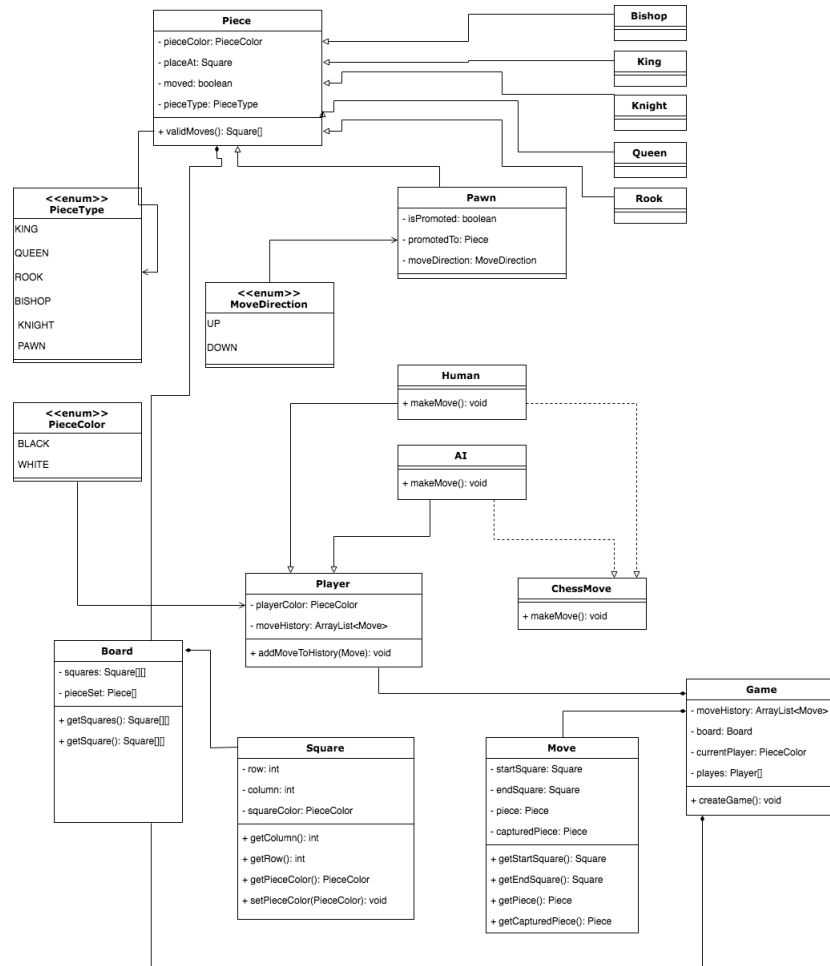 Piece
- pieceColor: PieceColor
- placeAt: Square
- moved: boolean
- pieceType: PieceType
+ validMoves(): Square[]
Bishop
King
Knight
Queen
Rook
<<enum>>
PieceType
KING
QUEEN
ROOK
BISHOP
KNIGHT
PAWN
Pawn
- isPromoted: boolean
- promotedTo: Piece
- moveDirection: MoveDirection
<<enum>>
MoveDirection
UP
DOWN
<<enum>>
PieceColor
BLACK
WHITE
Human
+ makeMove(): void
AI
+ makeMove(): void
Player
- playerColor: PieceColor
- moveHistory: ArrayList<Move>
+ addMoveToHistory(Move): void
ChessMove
+ makeMove(): void
Board
- squares: Square[][]
- pieceSet: Piece[]
+ getSquares(): Square[][]
+ getSquare(): Square[][]
Square
- row: int
- column: int
- squareColor: PieceColor
+ getColumn(): int
+ getRow(): int
+ getPieceColor(): PieceColor
+ setPieceColor(PieceColor): void
Move
- startSquare: Square
- endSquare: Square
- piece: Piece
- capturedPiece: Piece
+ getStartSquare(): Square
+ getEndSquare(): Square
+ getPiece(): Piece
+ getCapturedPiece(): Piece
Game
- moveHistory: ArrayList<Move>
- board: Board
- currentPlayer: PieceColor
- playes: Player[]
+ createGame(): void